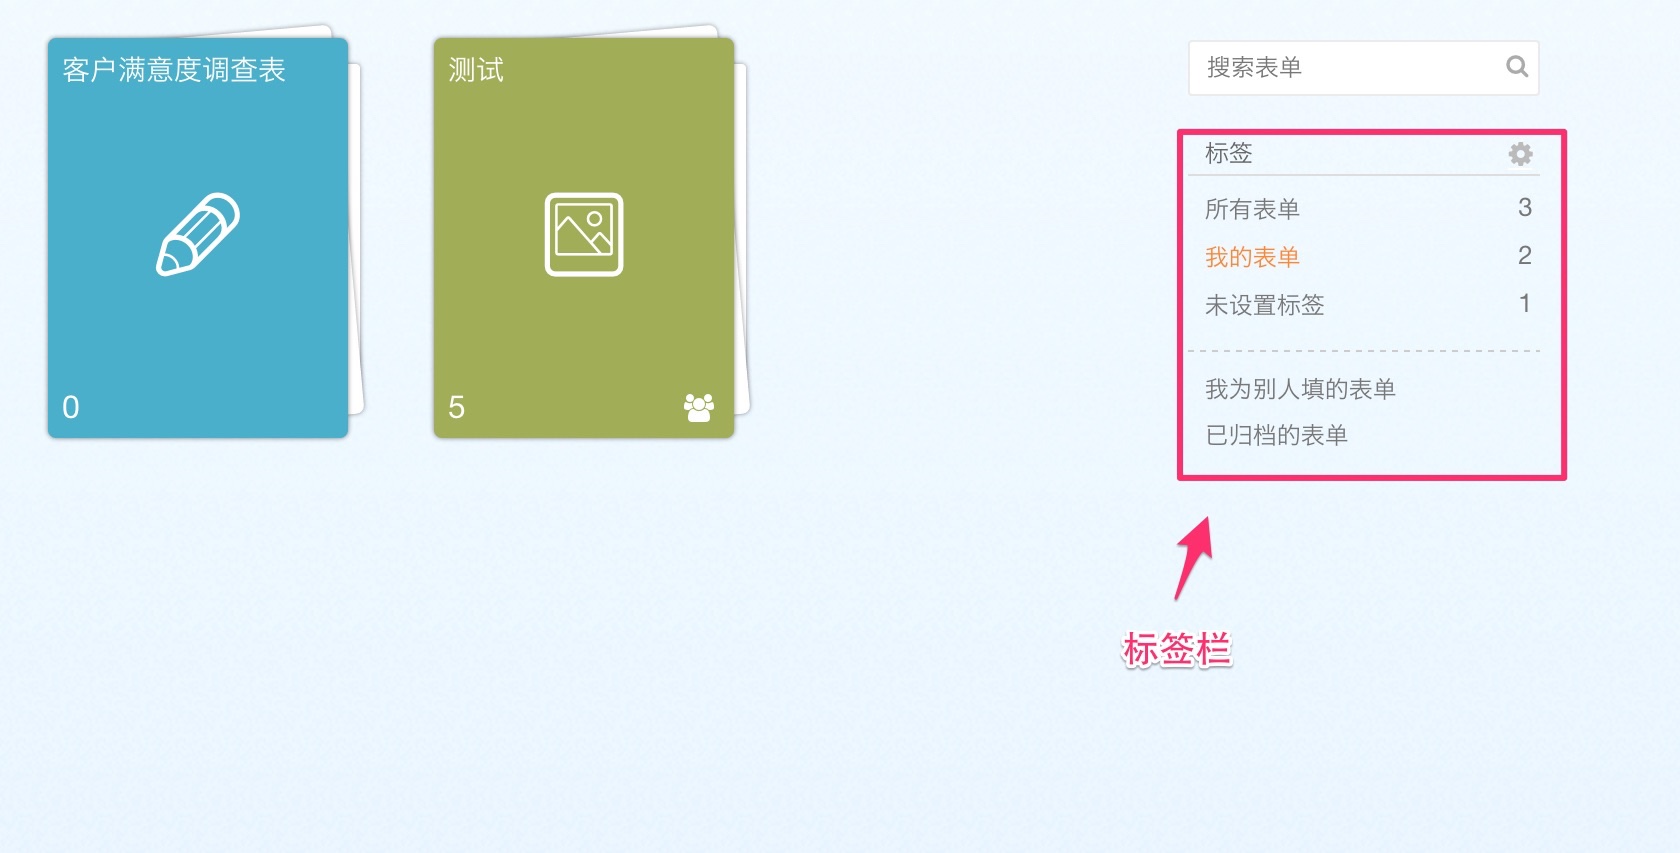 客户满意度调查表
0
测试
5
搜索表单
标签
所有表单 3
我的表单 2
未设置标签 1
我为别人填的表单
已归档的表单
标签栏